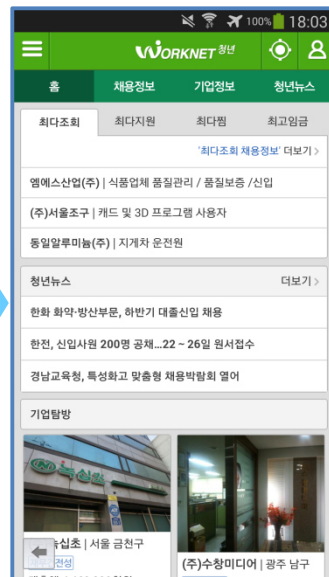 100% 18:03
WORKNET 청년
홈 채용정보 기업정보 청년뉴스
최다조회 최다지원 최다찜 최고임금
'최다조회 채용정보' 더보기 >
엠에스산업(주) | 식품업체 품질관리 / 품질보증 /신입
(주)서울조구 | 캐드 및 3D 프로그램 사용자
동일알루미늄(주) | 지게차 운전원
청년뉴스 더보기 >
한화 화약·방산부문, 하반기 대졸신입 채용
한전, 신입사원 200명 공채...22 ~ 26일 원서접수
경남교육청, 특성화고 맞춤형 채용박람회 열어
기업탐방
녹십초
녹십초 | 서울 금천구
전성
(주)수창미디어 | 광주 남구